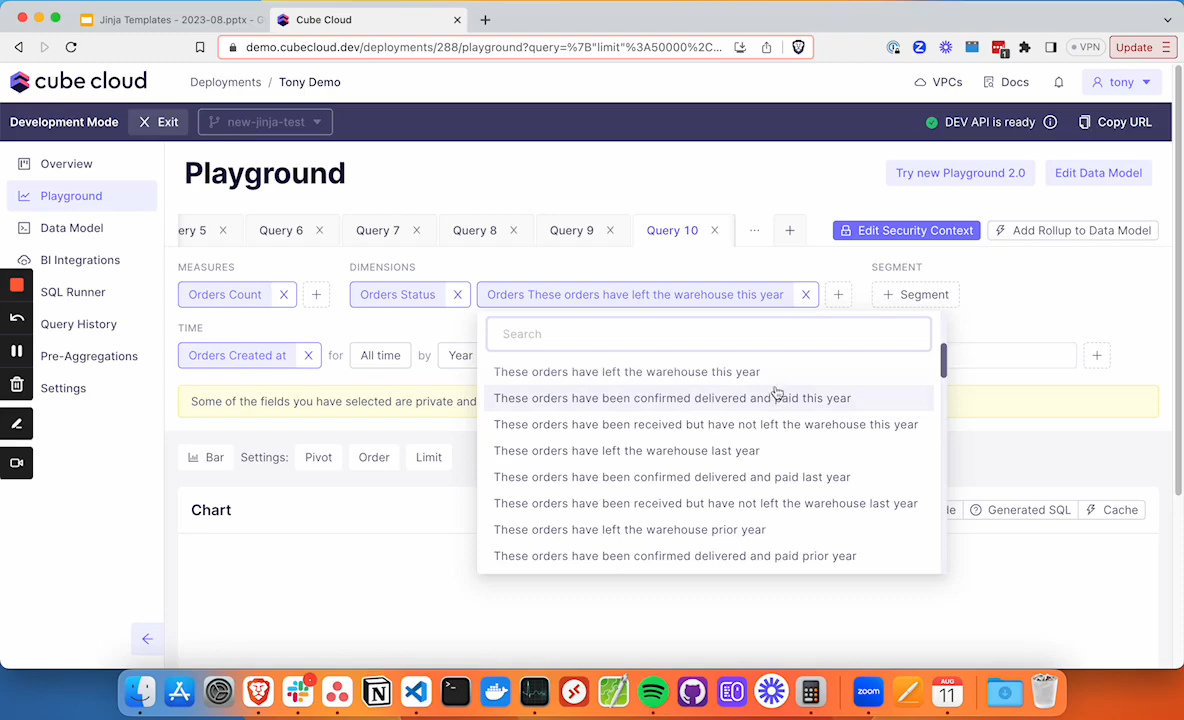 Jinja Templates - 2023-08.pptx - G
Cube Cloud
demo.cubecloud.dev/deployments/288/playground?query=%7B"limit"%3A50000%2C...
VPN
Update
1
cube cloud
Deployments / Tony Demo
VPCs
Docs
tony
Development Mode
Exit
new-jinja-test
DEV API is ready
Copy URL
Overview
Playground
Data Model
BI Integrations
SQL Runner
Query History
Pre-Aggregations
Settings
Playground
Try new Playground 2.0
Edit Data Model
ery 5
Query 6
Query 7
Query 8
Query 9
Query 10
...
Edit Security Context
Add Rollup to Data Model
MEASURES
DIMENSIONS
SEGMENT
Orders Count
Orders Status
Orders These orders have left the warehouse this year
Segment
TIME
Orders Created at
for
All time
by
Year
Search
These orders have left the warehouse this year
These orders have been confirmed delivered and paid this year
These orders have been received but have not left the warehouse this year
These orders have left the warehouse last year
These orders have been confirmed delivered and paid last year
These orders have been received but have not left the warehouse last year
These orders have left the warehouse prior year
These orders have been confirmed delivered and paid prior year
Some of the fields you have selected are private and
Bar
Settings:
Pivot
Order
Limit
Chart
de
Generated SQL
Cache
zoom
AUG
11